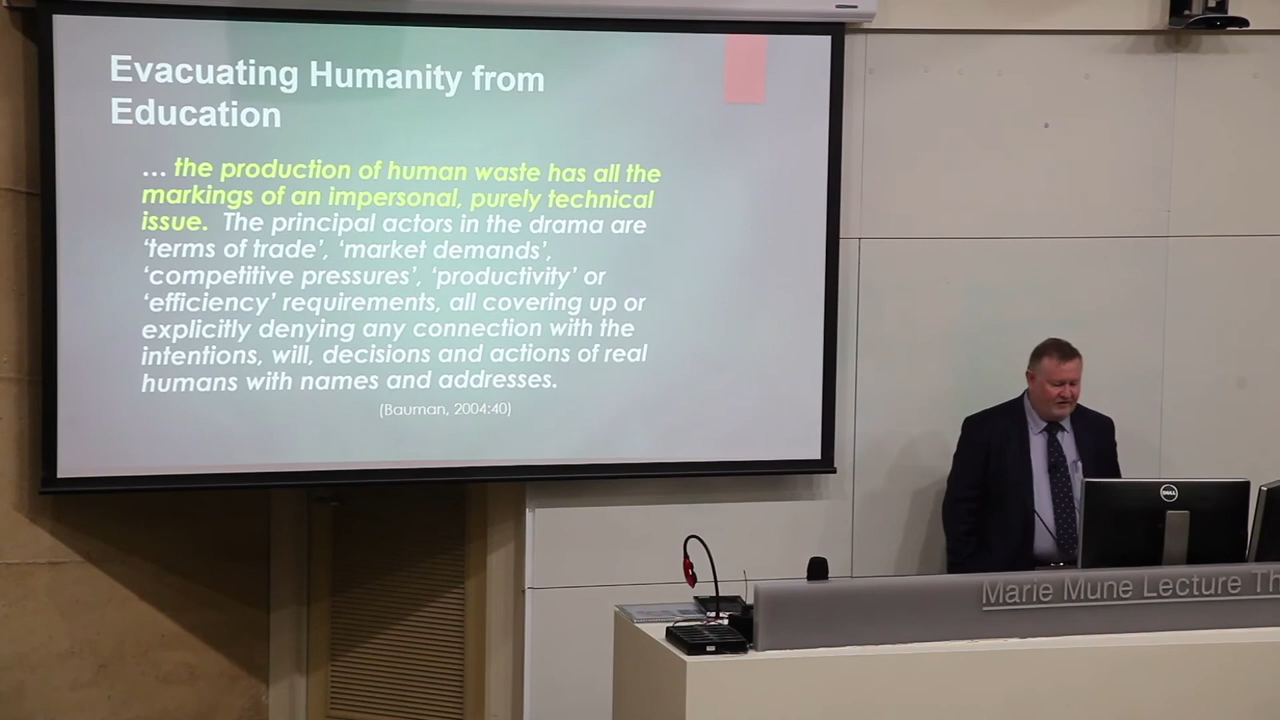 Evacuating Humanity from
Education
... the production of human waste has all the
markings of an impersonal, purely technical
issue. The principal actors in the drama are
‘terms of trade’, ‘market demands’,
‘competitive pressures’, ‘productivity’ or
‘efficiency’ requirements, all covering up or
explicitly denying any connection with the
intentions, will, decisions and actions of real
humans with names and addresses.
(Bauman, 2004:40)
DELL
Marie Mune Lecture Th